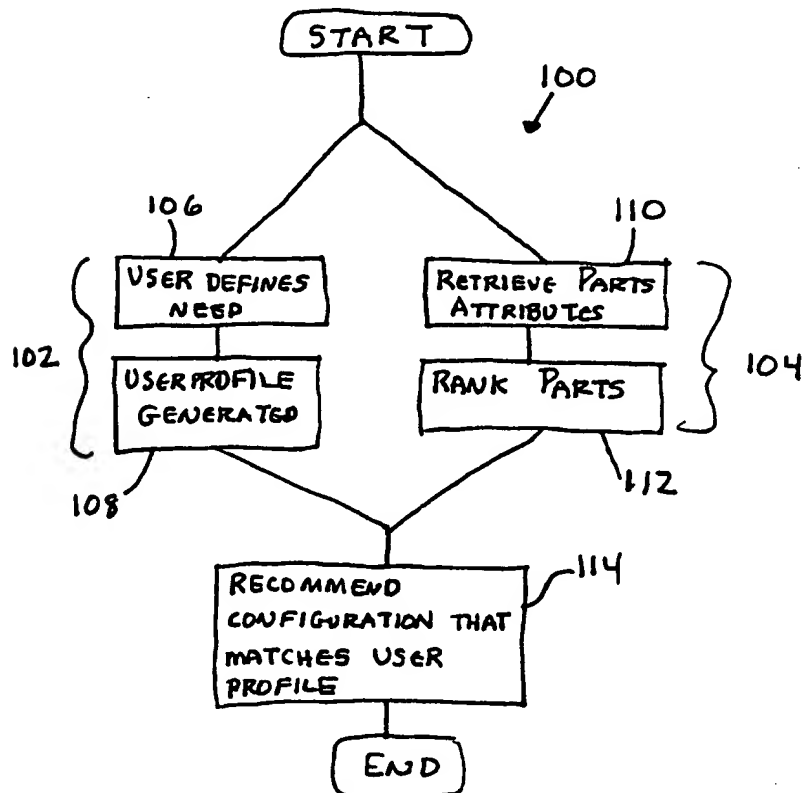 START
100
106
110
USER DEFINES
NEED
RETRIEVE PARTS
ATTRIBUTES
102
104
USER PROFILE
GENERATED
RANK PARTS
108
112
114
RECOMMEND
CONFIGURATION THAT
MATCHES USER
PROFILE
END